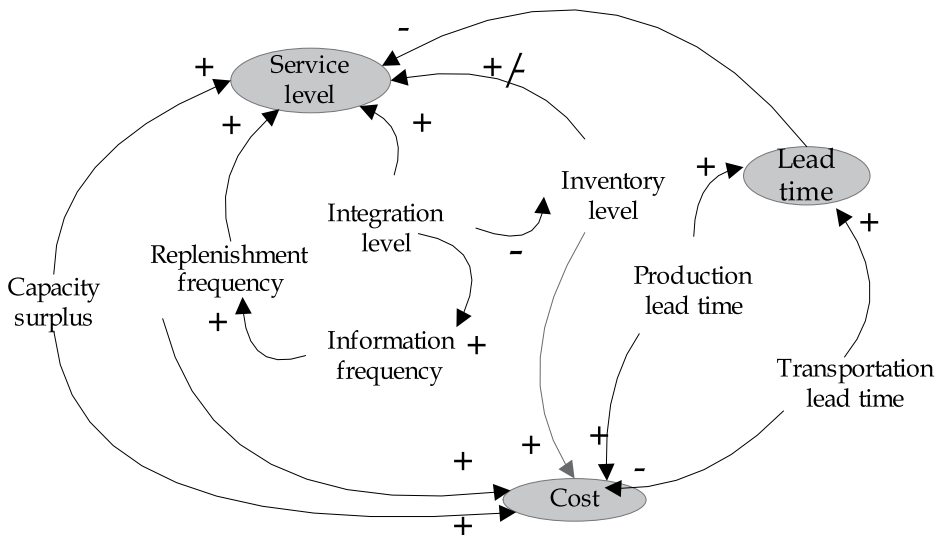 -
+
Service
level
+/-
+
+
Lead
time
+
Inventory
level
Integration
level
+
-
Replenishment
frequency
Production
lead time
Capacity
surplus
+
Information
frequency
+
Transportation
lead time
+
+
+
-
Cost
+